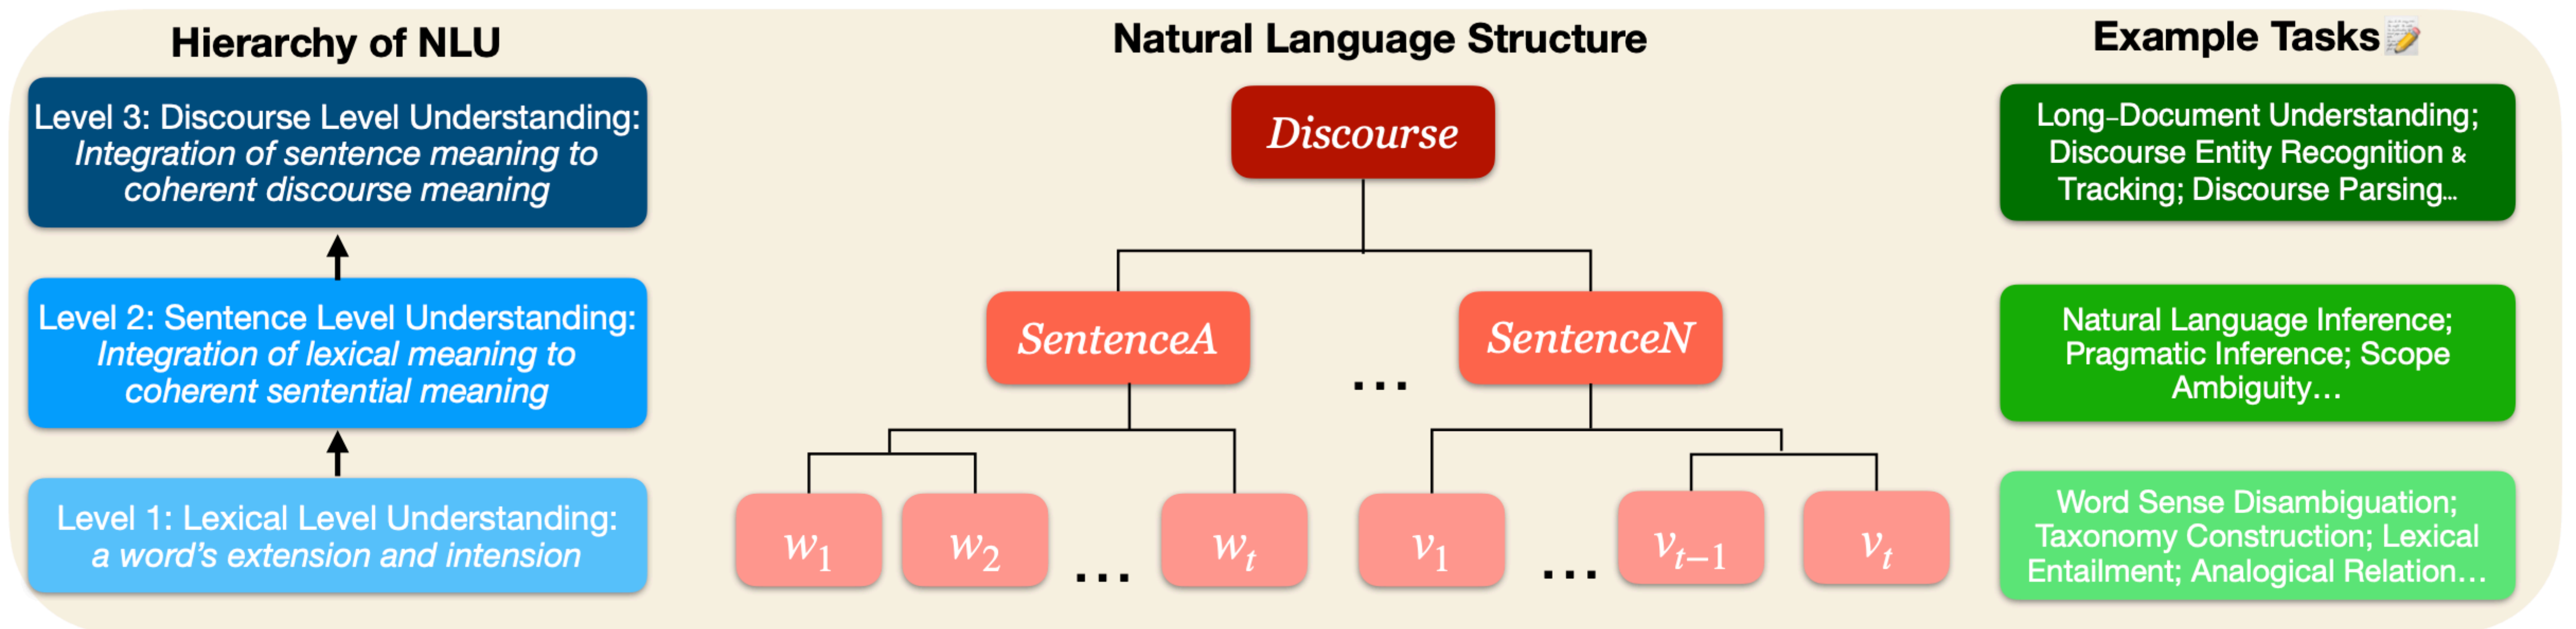 Hierarchy of NLU
Level 3: Discourse Level Understanding:
Integration of sentence meaning to
coherent discourse meaning
Level 2: Sentence Level Understanding:
Integration of lexical meaning to
coherent sentential meaning
Level 1: Lexical Level Understanding:
a word's extension and intension
Natural Language Structure
Discourse
SentenceA
...
SentenceN
w₁
w₂
...
wₜ
v₁
...
vₜ₋₁
vₜ
Example Tasks📝
Long-Document Understanding;
Discourse Entity Recognition &
Tracking; Discourse Parsing...
Natural Language Inference;
Pragmatic Inference; Scope
Ambiguity...
Word Sense Disambiguation;
Taxonomy Construction; Lexical
Entailment; Analogical Relation...